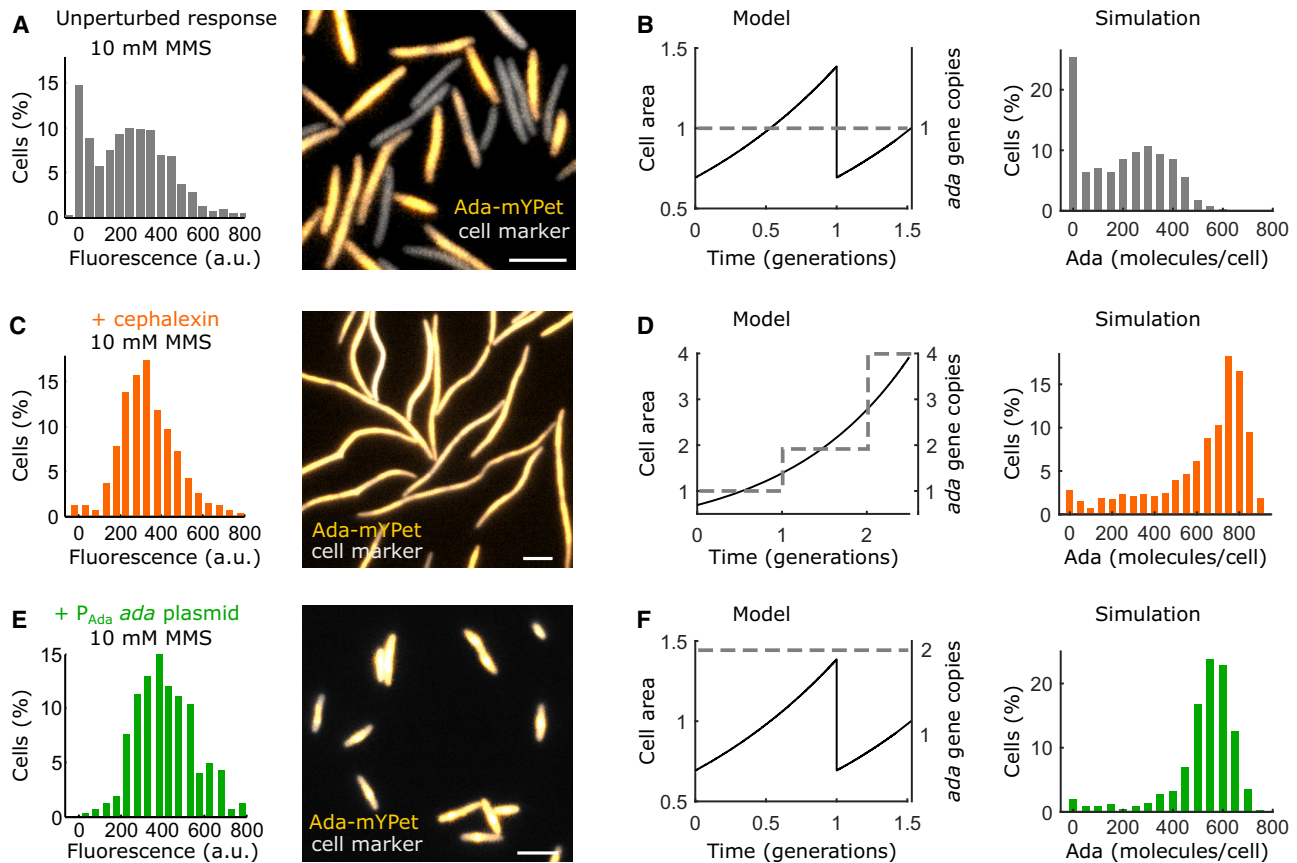 A
Unperturbed response
10 mM MMS
Cells (%)
15
10
5
0
0 200 400 600 800
Fluorescence (a.u.)
Ada-mYPet
cell marker
B
Model
Cell area
1.5
1
0.5
0 0.5 1 1.5
Time (generations)
1
ada gene copies
Simulation
Cells (%)
20
10
0
0 200 400 600 800
Ada (molecules/cell)
C
+ cephalexin
10 mM MMS
Cells (%)
15
10
5
0
0 200 400 600 800
Fluorescence (a.u.)
Ada-mYPet
cell marker
D
Model
Cell area
4
3
2
1
0 1 2
Time (generations)
4
3
2
1
ada gene copies
Simulation
Cells (%)
15
10
5
0
0 200 400 600 800
Ada (molecules/cell)
E
+ PAda ada plasmid
10 mM MMS
Cells (%)
15
10
5
0
0 200 400 600 800
Fluorescence (a.u.)
Ada-mYPet
cell marker
F
Model
Cell area
1.5
1
0.5
0 0.5 1 1.5
Time (generations)
2
1
ada gene copies
Simulation
Cells (%)
20
10
0
0 200 400 600 800
Ada (molecules/cell)